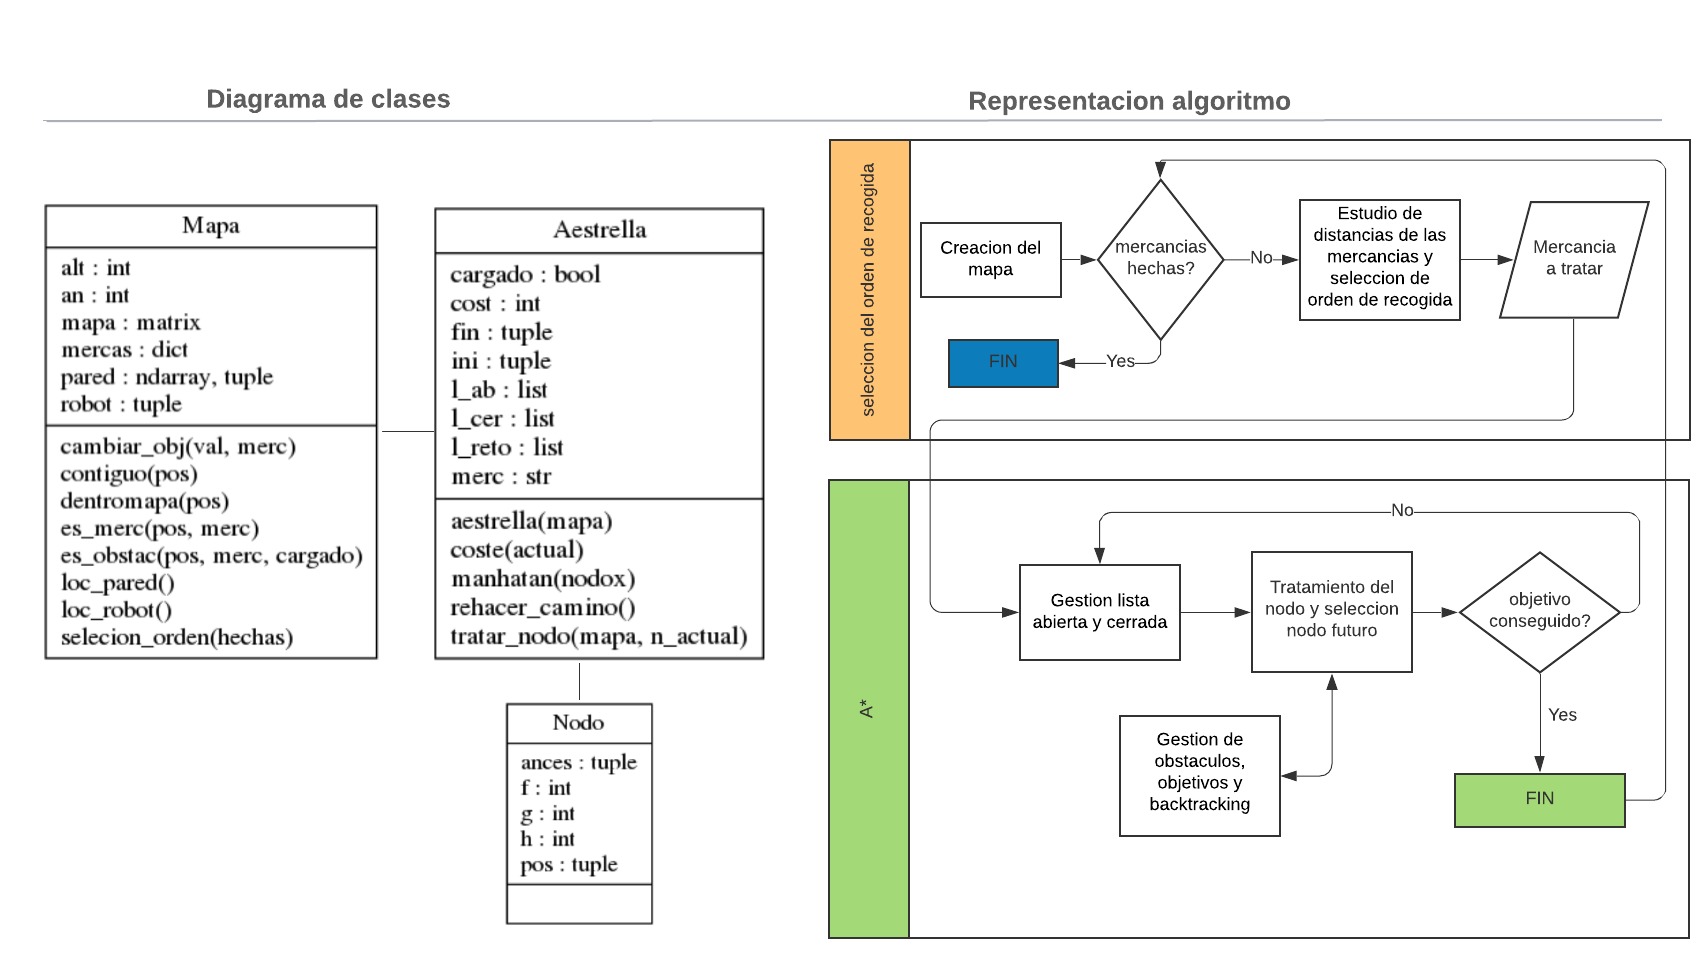 Diagrama de clases
Mapa
alt : int
an : int
mapa : matrix
mercas : dict
pared : ndarray, tuple
robot : tuple
cambiar_obj(val, merc)
contiguo(pos)
dentromapa(pos)
es_merc(pos, merc)
es_obstac(pos, merc, cargado)
loc_pared()
loc_robot()
selecion_orden(hechas)
Aestrella
cargado : bool
cost : int
fin : tuple
ini : tuple
l_ab : list
l_cer : list
l_reto : list
merc : str
aestrella(mapa)
coste(actual)
manhatan(nodox)
rehacer_camino()
tratar_nodo(mapa, n_actual)
Nodo
ances : tuple
f : int
g : int
h : int
pos : tuple
Representacion algoritmo
seleccion del orden de recogida
Creacion del
mapa
mercancias
hechas?
No
Estudio de
distancias de las
mercancias y
seleccion de
orden de recogida
Mercancia
a tratar
Yes
FIN
A*
No
Gestion lista
abierta y cerrada
Tratamiento del
nodo y seleccion
nodo futuro
objetivo
conseguido?
Yes
Gestion de
obstaculos,
objetivos y
backtracking
FIN